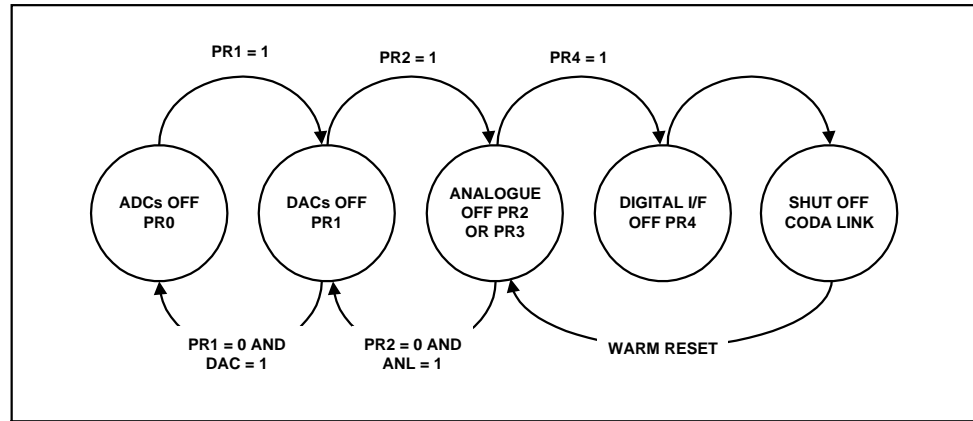 PR1 = 1
PR2 = 1
PR4 = 1
ADCs OFF
PR0
DACs OFF
PR1
ANALOGUE
OFF PR2
OR PR3
DIGITAL I/F
OFF PR4
SHUT OFF
CODA LINK
PR1 = 0 AND
DAC = 1
PR2 = 0 AND
ANL = 1
WARM RESET